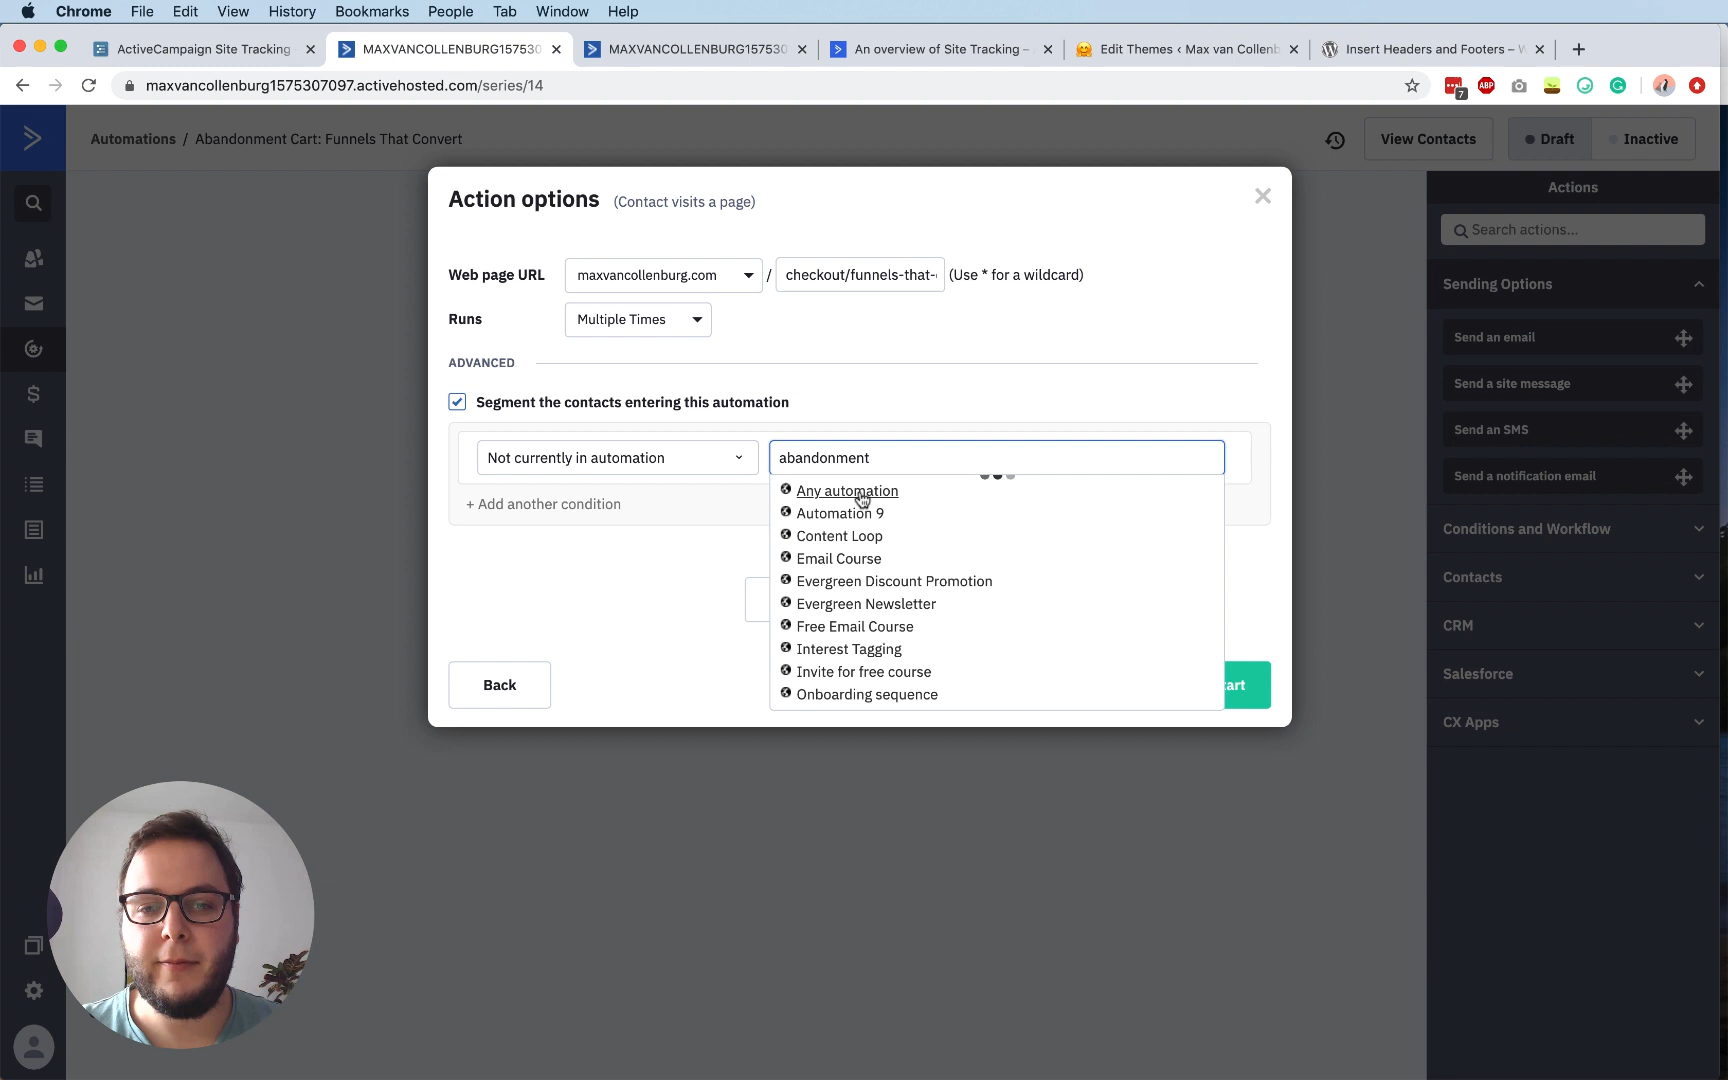 Chrome File Edit View History Bookmarks People Tab Window Help
ActiveCampaign Site Tracking
MAXVANCOLLENBURG157530
MAXVANCOLLENBURG157530
An overview of Site Tracking –
Edit Themes ‹ Max van Collenb
Insert Headers and Footers – W
maxvancollenburg1575307097.activehosted.com/series/14
7
ABP
Automations / Abandonment Cart: Funnels That Convert
View Contacts
Draft
Inactive
Action options (Contact visits a page)
Web page URL
maxvancollenburg.com
/
checkout/funnels-that-
(Use * for a wildcard)
Runs
Multiple Times
ADVANCED
Segment the contacts entering this automation
Not currently in automation
abandonment
+ Add another condition
Any automation
Automation 9
Content Loop
Email Course
Evergreen Discount Promotion
Evergreen Newsletter
Free Email Course
Interest Tagging
Invite for free course
Onboarding sequence
Back
art
Actions
Search actions...
Sending Options
Send an email
Send a site message
Send an SMS
Send a notification email
Conditions and Workflow
Contacts
CRM
Salesforce
CX Apps